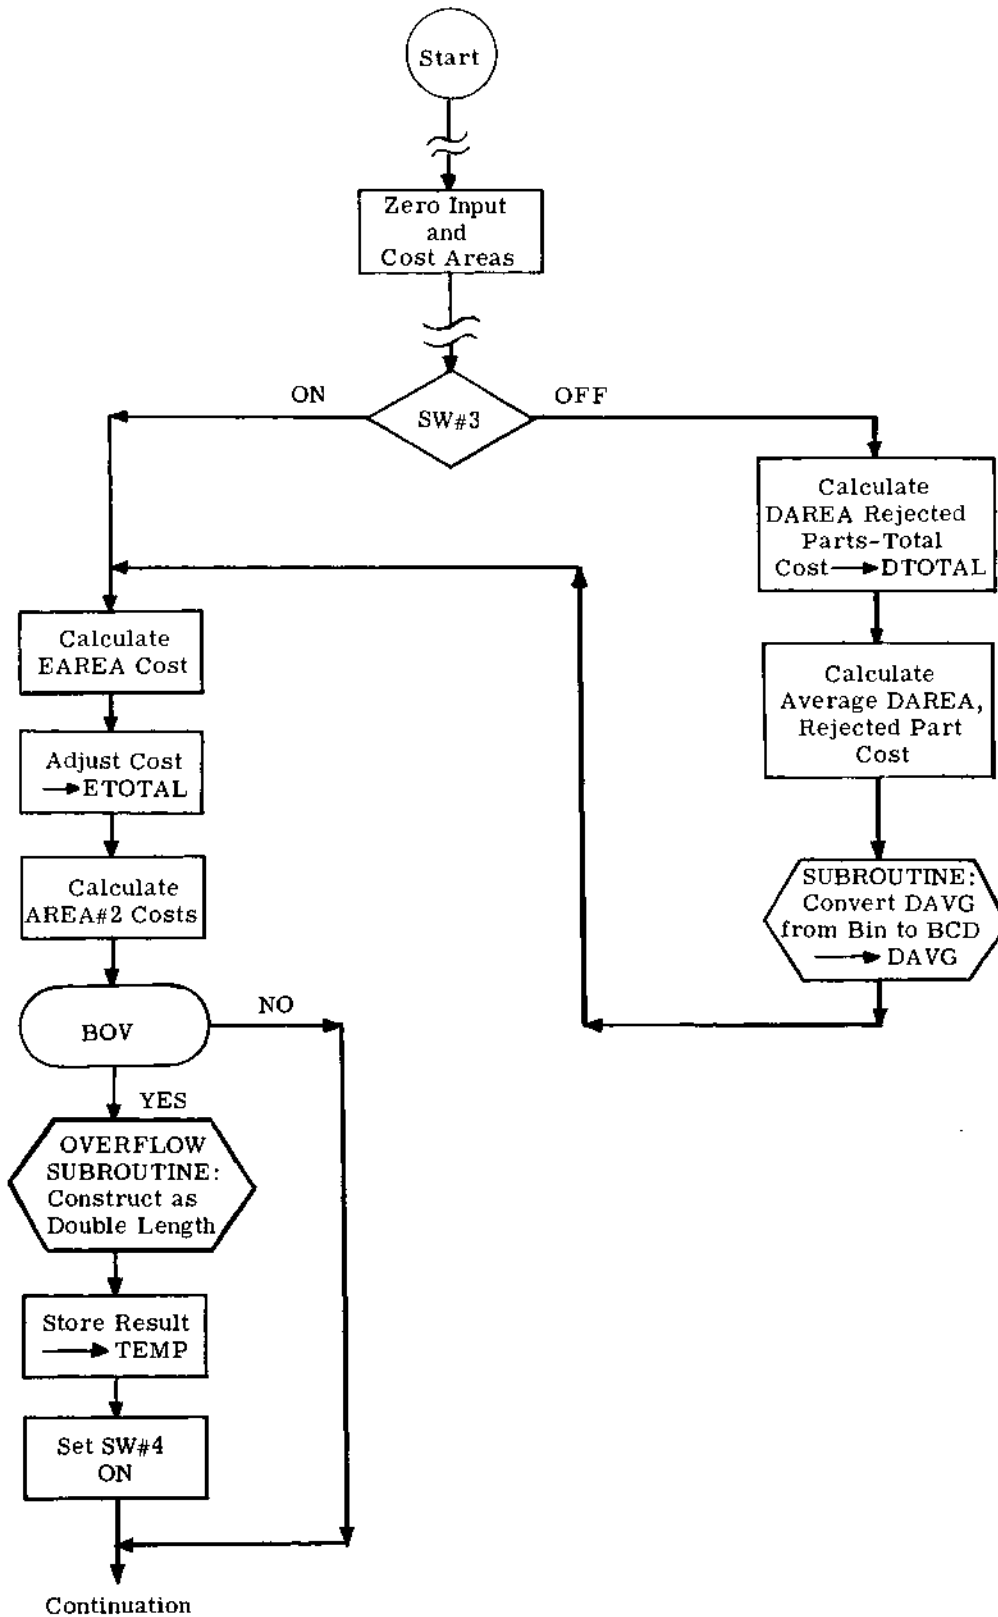 Start
Zero Input
and
Cost Areas
ON
OFF
SW#3
Calculate
DAREA Rejected
Parts-Total
Cost → DTOTAL
Calculate
EAREA Cost
Calculate
Average DAREA,
Rejected Part
Cost
Adjust Cost
→ ETOTAL
Calculate
AREA#2 Costs
SUBROUTINE:
Convert DAVG
from Bin to BCD
→ DAVG
BOV
NO
YES
OVERFLOW
SUBROUTINE:
Construct as
Double Length
Store Result
→ TEMP
Set SW#4
ON
Continuation